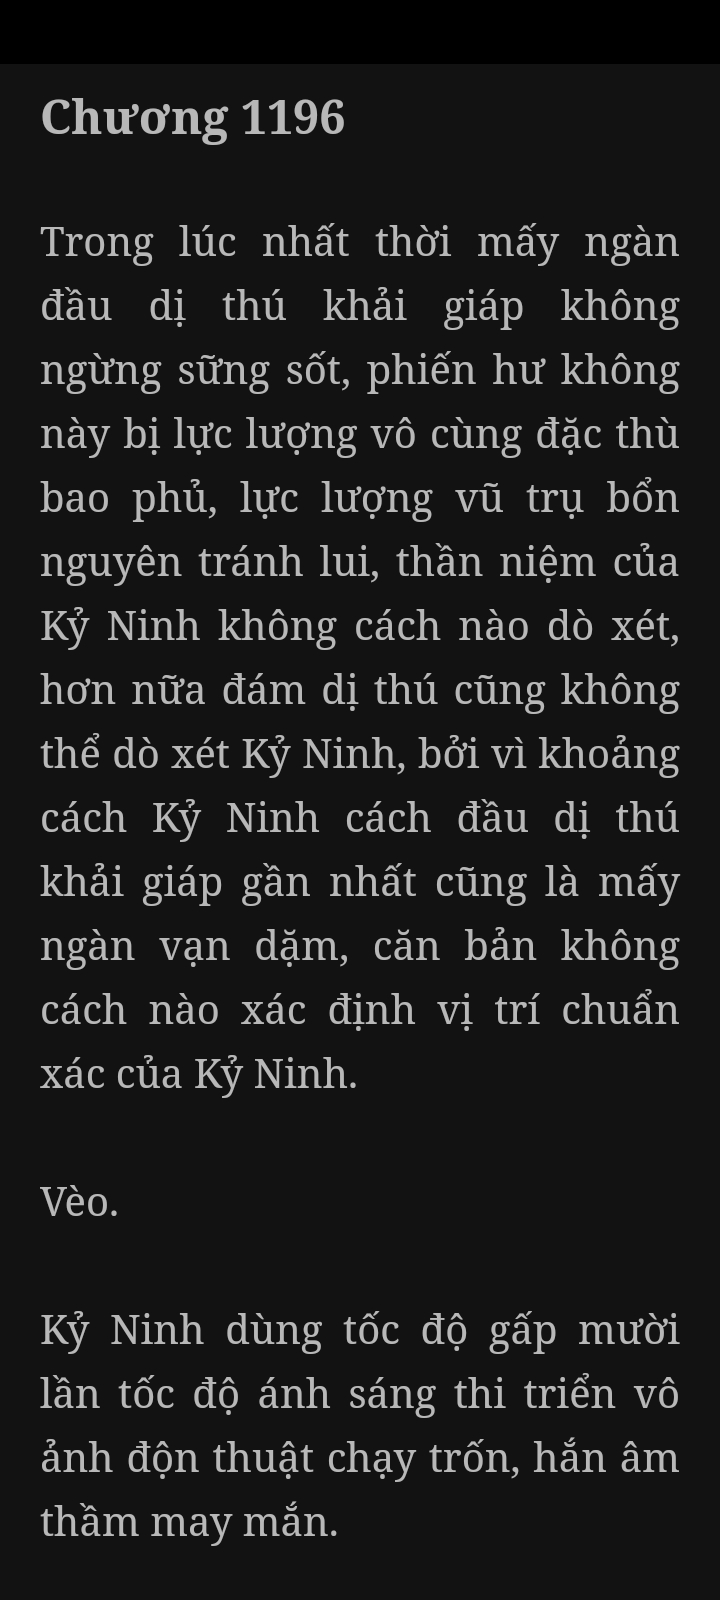 Chương 1196
Trong lúc nhất thời mấy ngàn
đầu dị thú khải giáp không
ngừng sững sốt, phiến hư không
này bị lực lượng vô cùng đặc thù
bao phủ, lực lượng vũ trụ bổn
nguyên tránh lui, thần niệm của
Kỷ Ninh không cách nào dò xét,
hơn nữa đám dị thú cũng không
thể dò xét Kỷ Ninh, bởi vì khoảng
cách Kỷ Ninh cách đầu dị thú
khải giáp gần nhất cũng là mấy
ngàn vạn dặm, căn bản không
cách nào xác định vị trí chuẩn
xác của Kỷ Ninh.
Vèo.
Kỷ Ninh dùng tốc độ gấp mười
lần tốc độ ánh sáng thi triển vô
ảnh độn thuật chạy trốn, hắn âm
thầm may mắn.